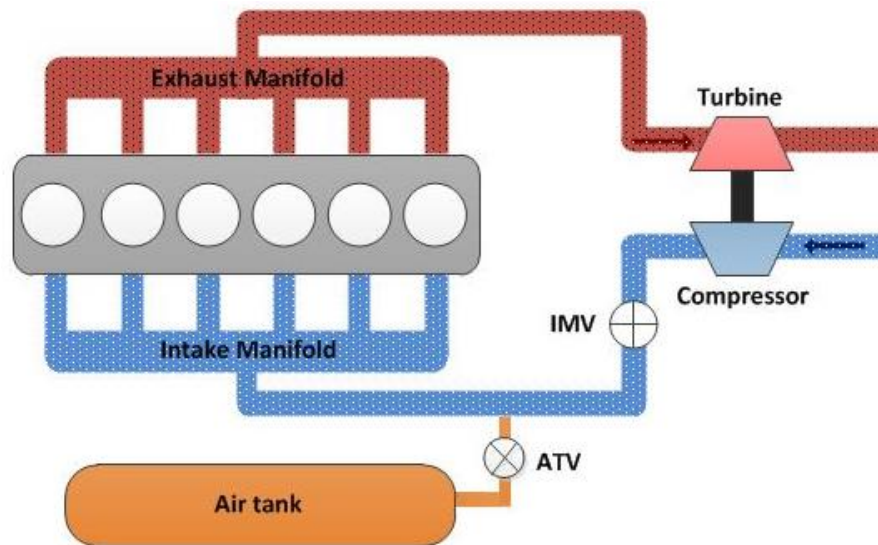 Exhaust Manifold
Turbine
Compressor
IMV
Intake Manifold
ATV
Air tank